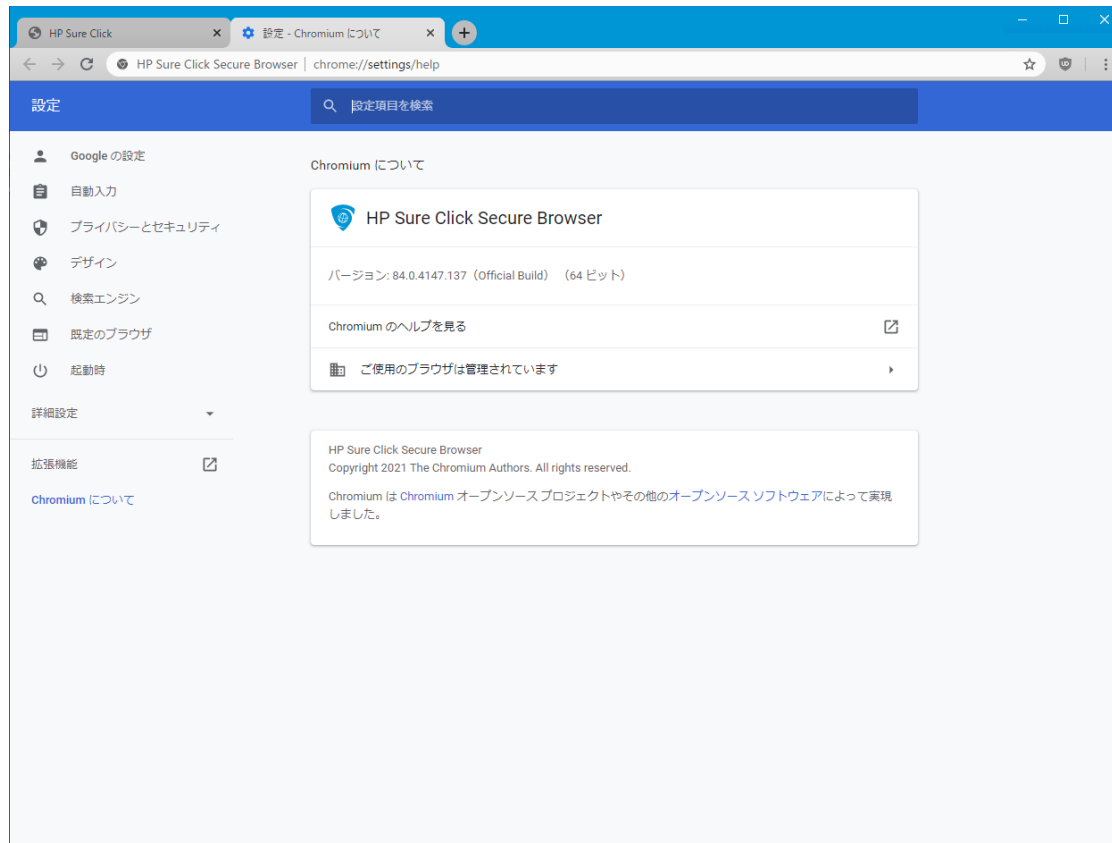 HP Sure Click
設定 - Chromium について
HP Sure Click Secure Browser | chrome://settings/help
設定
設定項目を検索
Google の設定
自動入力
プライバシーとセキュリティ
デザイン
検索エンジン
既定のブラウザ
起動時
詳細設定
拡張機能
Chromium について
Chromium について
HP Sure Click Secure Browser
バージョン: 84.0.4147.137（Official Build） （64 ビット）
Chromium のヘルプを見る
ご使用のブラウザは管理されています
HP Sure Click Secure Browser
Copyright 2021 The Chromium Authors. All rights reserved.
Chromium は Chromium オープンソース プロジェクトやその他のオープンソース ソフトウェアによって実現
しました。